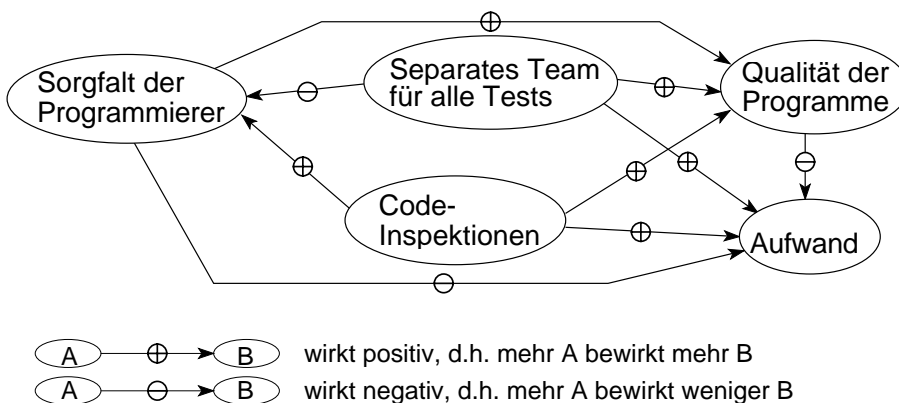 Sorgfalt der
Programmierer
Separates Team
für alle Tests
Qualität der
Programme
Code-
Inspektionen
Aufwand
A + B wirkt positiv, d.h. mehr A bewirkt mehr B
A − B wirkt negativ, d.h. mehr A bewirkt weniger B